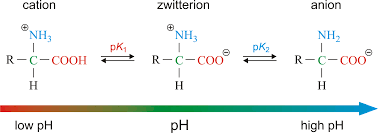 cation zwitterion anion
⊕ ⊕
NH₃ pK₁ NH₃ pK₂ NH₂
R–C–COOH R–C–COO⊖ R–C–COO⊖
H H H
low pH pH high pH